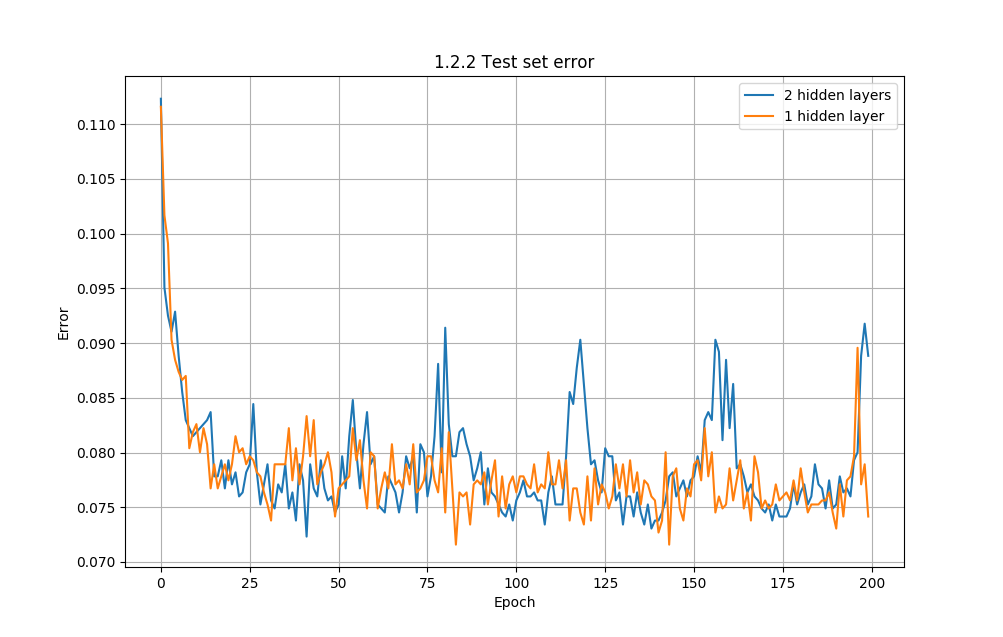 1.2.2 Test set error
2 hidden layers
1 hidden layer
Error
0.110
0.105
0.100
0.095
0.090
0.085
0.080
0.075
0.070
0 25 50 75 100 125 150 175 200
Epoch